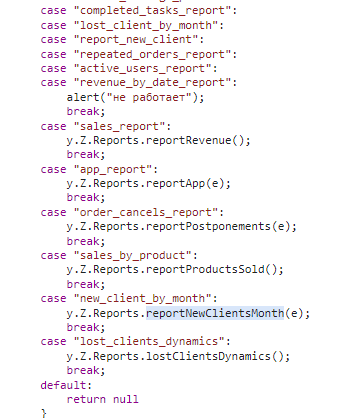 case "completed_tasks_report":
case "lost_client_by_month":
case "report_new_client":
case "repeated_orders_report":
case "active_users_report":
case "revenue_by_date_report":
alert("не работает");
break;
case "sales_report":
y.Z.Reports.reportRevenue();
break;
case "app_report":
y.Z.Reports.reportApp(e);
break;
case "order_cancels_report":
y.Z.Reports.reportPostponements(e);
break;
case "sales_by_product":
y.Z.Reports.reportProductsSold();
break;
case "new_client_by_month":
y.Z.Reports.reportNewClientsMonth(e);
break;
case "lost_clients_dynamics":
y.Z.Reports.lostClientsDynamics();
break;
default:
return null
}